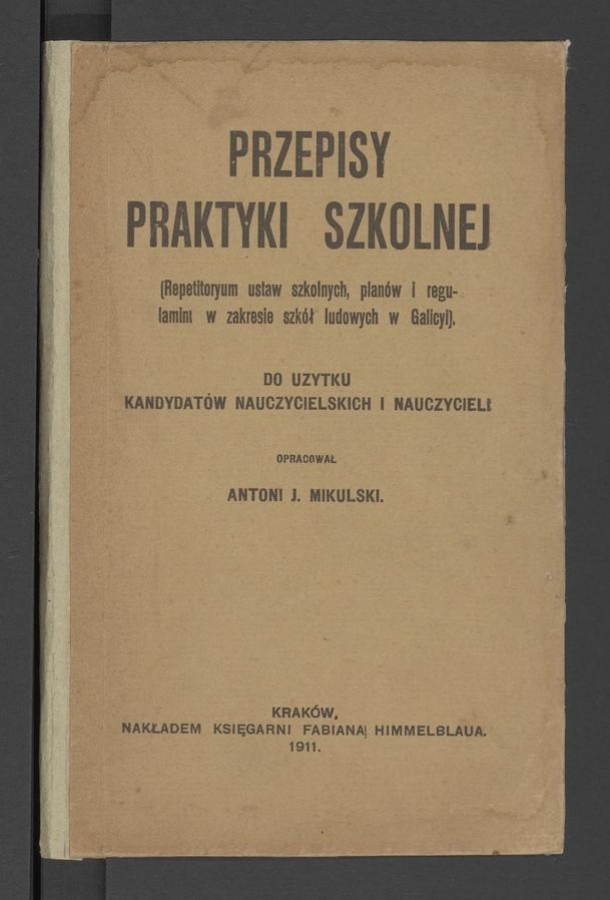 PRZEPISY
PRAKTYKI SZKOLNEJ
(Repetitoryum ustaw szkolnych, planów i regu-
laminı w zakresie szkół ludowych w Galicyi).
DO UZYTKU
KANDYDATÓW NAUCZYCIELSKICH I NAUCZYCIELI
OPRACOWAŁ
ANTONI J. MIKULSKI.
KRAKÓW,
NAKŁADEM KSIĘGARNI FABIANA HIMMELBLAUA.
1911.